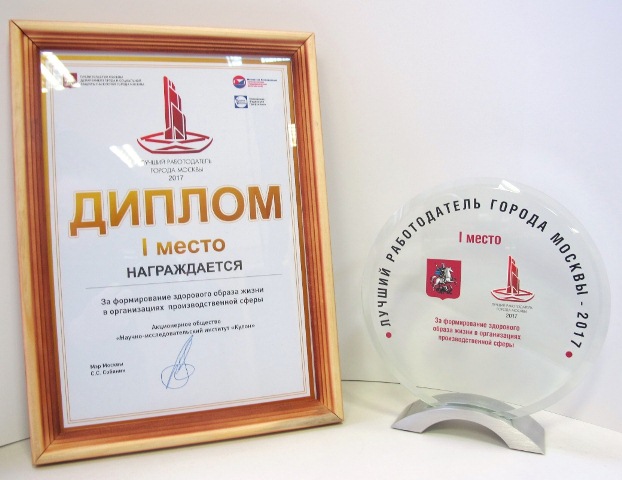 ЛУЧШИЙ РАБОТОДАТЕЛЬ
ГОРОДА МОСКВЫ
2017
ДИПЛОМ
I место
НАГРАЖДАЕТСЯ
За формирование здорового образа жизни
в организациях производственной сферы
Акционерное общество
«Научно-исследовательский институт «Кулон»
Мэр Москвы
С.С. Собянин
ЛУЧШИЙ РАБОТОДАТЕЛЬ ГОРОДА МОСКВЫ - 2017
I место
ЛУЧШИЙ РАБОТОДАТЕЛЬ
ГОРОДА МОСКВЫ
2017
За формирование здорового
образа жизни в организациях
производственной сферы